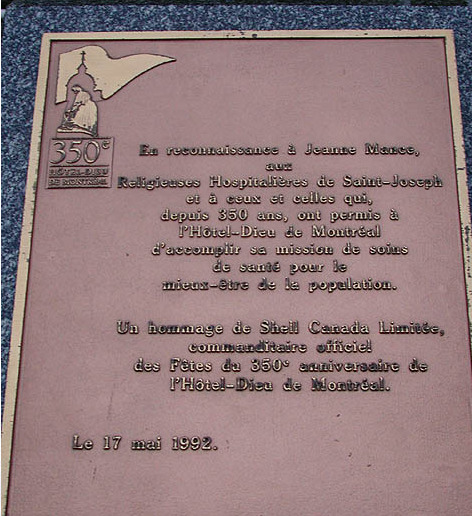 350e
HÔTEL-DIEU
DE MONTRÉAL
En reconnaissance à Jeanne Mance,
aux
Religieuses Hospitalières de Saint-Joseph
et à ceux et celles qui,
depuis 350 ans, ont permis à
l'Hôtel-Dieu de Montréal
d'accomplir sa mission de soins
de santé pour le
mieux-être de la population.
Un hommage de Shell Canada Limitée,
commanditaire officiel
des Fêtes du 350e anniversaire de
l'Hôtel-Dieu de Montréal.
Le 17 mai 1992.